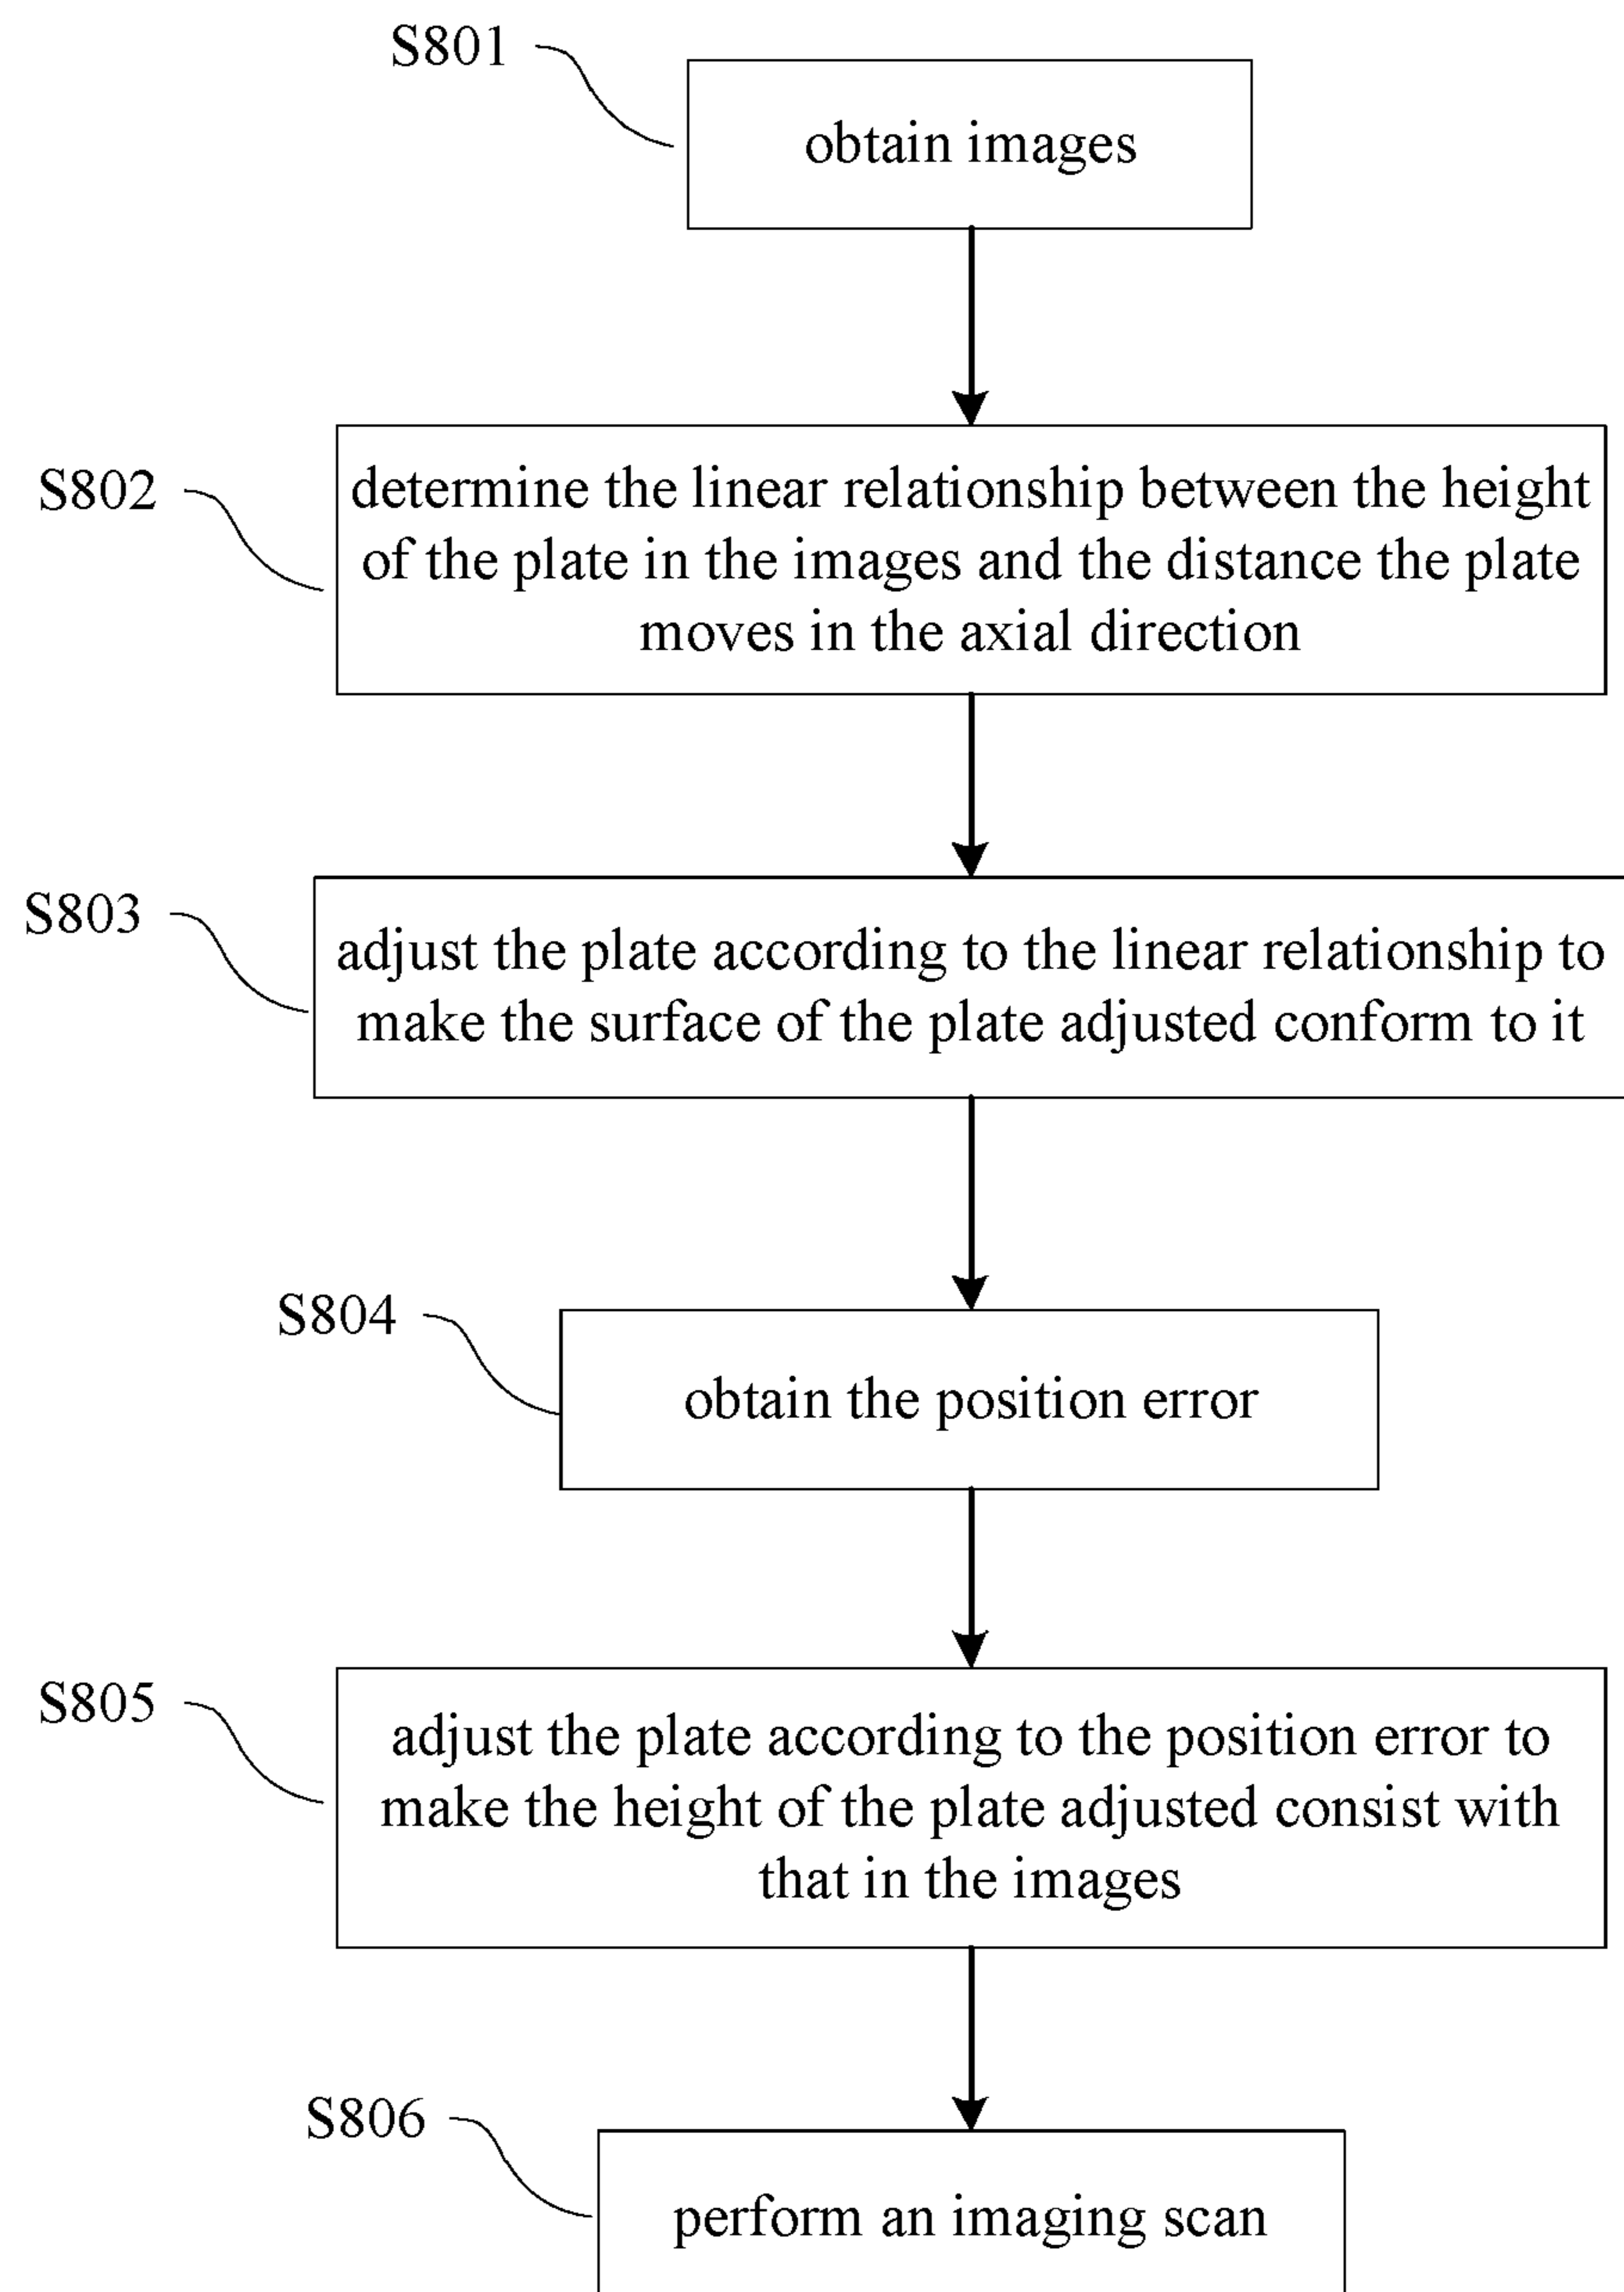 S801
obtain images
S802
determine the linear relationship between the height
of the plate in the images and the distance the plate
moves in the axial direction
S803
adjust the plate according to the linear relationship to
make the surface of the plate adjusted conform to it
S804
obtain the position error
S805
adjust the plate according to the position error to
make the height of the plate adjusted consist with
that in the images
S806
perform an imaging scan